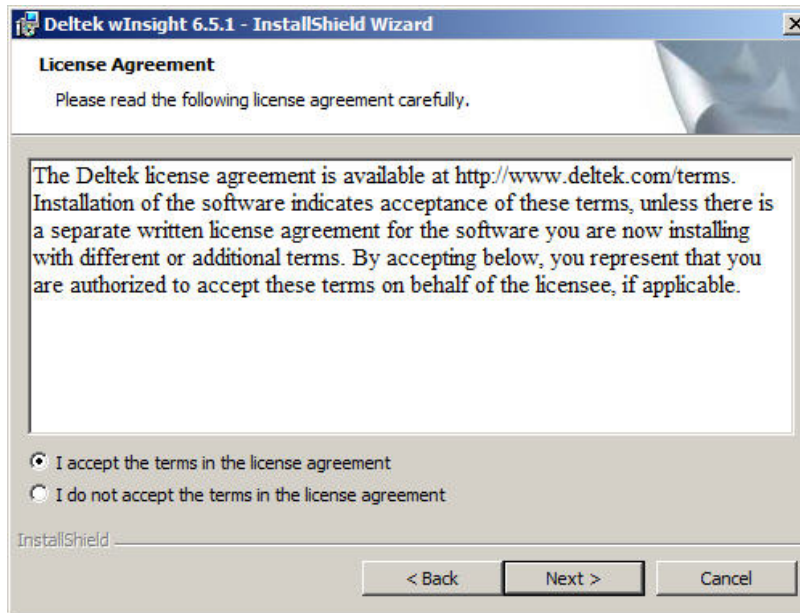 Deltek wInsight 6.5.1 - InstallShield Wizard
License Agreement
Please read the following license agreement carefully.
The Deltek license agreement is available at http://www.deltek.com/terms.
Installation of the software indicates acceptance of these terms, unless there is
a separate written license agreement for the software you are now installing
with different or additional terms. By accepting below, you represent that you
are authorized to accept these terms on behalf of the licensee, if applicable.
I accept the terms in the license agreement
I do not accept the terms in the license agreement
InstallShield
< Back Next > Cancel